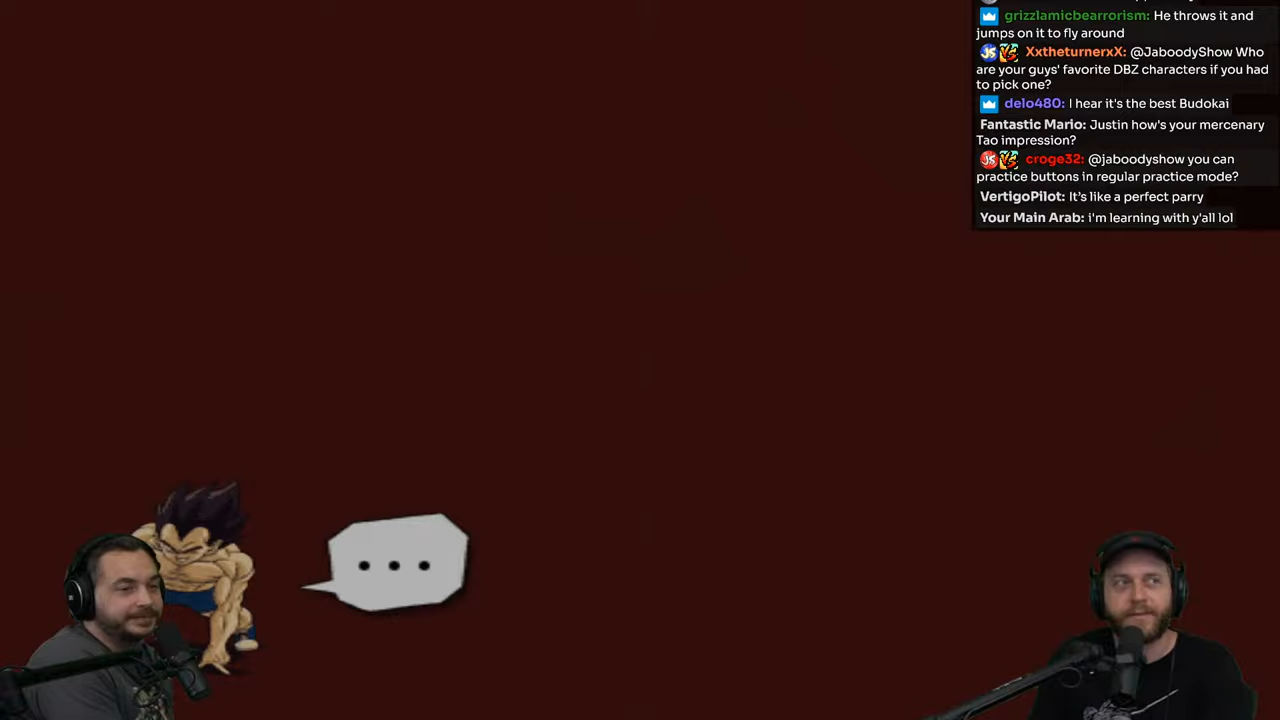 grizzlamicbearrorism: He throws it and
jumps on it to fly around
XxtheturnerxX: @JaboodyShow Who
are your guys' favorite DBZ characters if you had
to pick one?
delo480: I hear it's the best Budokai
Fantastic Mario: Justin how's your mercenary
Tao impression?
JS VS croge32: @jaboodyshow you can
practice buttons in regular practice mode?
VertigoPilot: It's like a perfect parry
Your Main Arab: i'm learning with y'all lol
...